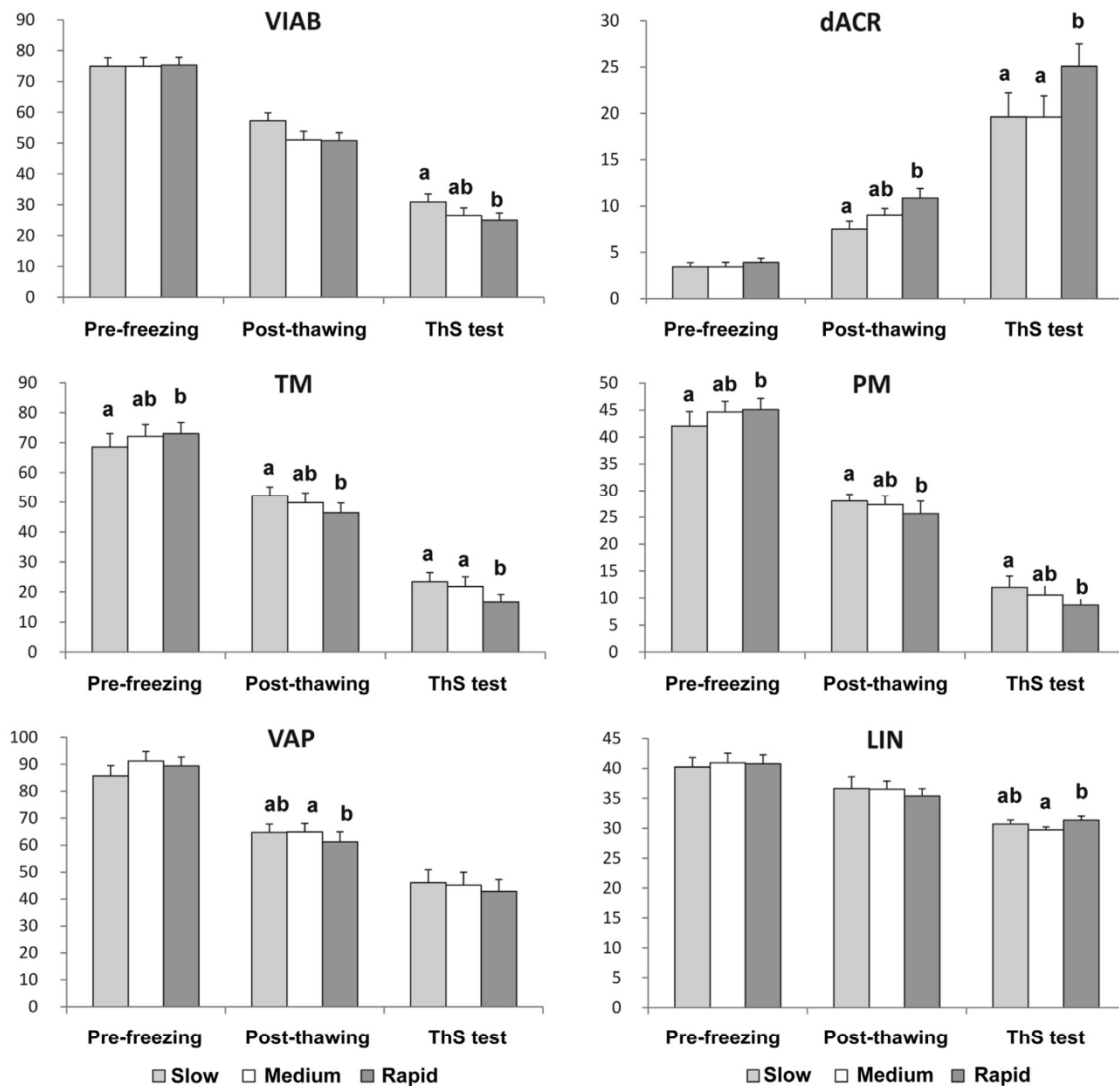 VIAB
90
80
70
60
50
40
30
20
10
0
a ab b
Pre-freezing Post-thawing ThS test
dACR
30
25
20
15
10
5
0
a ab b
a a b
Pre-freezing Post-thawing ThS test
TM
90
80
70
60
50
40
30
20
10
0
a ab b
a ab b
a a b
Pre-freezing Post-thawing ThS test
PM
50
45
40
35
30
25
20
15
10
5
0
a ab b
a ab b
a ab b
Pre-freezing Post-thawing ThS test
VAP
100
90
80
70
60
50
40
30
20
10
0
ab a b
Pre-freezing Post-thawing ThS test
Slow Medium Rapid
LIN
45
40
35
30
25
20
15
10
5
0
ab a b
Pre-freezing Post-thawing ThS test
Slow Medium Rapid